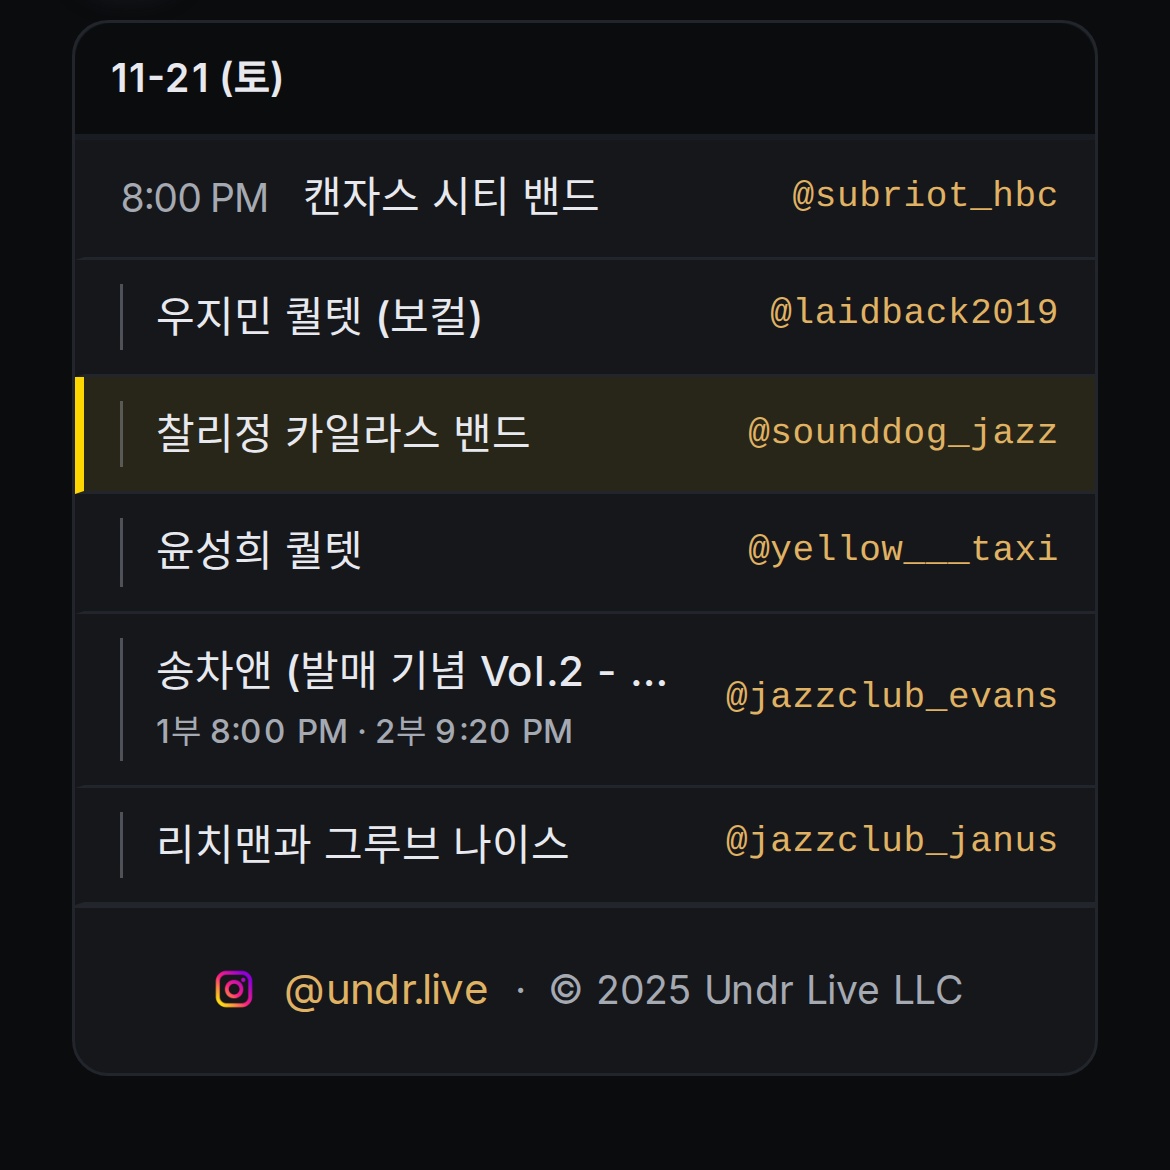 11-21 (토)
8:00 PM 캔자스 시티 밴드 @subriot_hbc
우지민 퀄텟 (보컬) @laidback2019
찰리정 카일라스 밴드 @sounddog_jazz
윤성희 퀄텟 @yellow___taxi
송차앤 (발매 기념 Vol.2 - ... @jazzclub_evans
1부 8:00 PM · 2부 9:20 PM
리치맨과 그루브 나이스 @jazzclub_janus
@undr.live · © 2025 Undr Live LLC